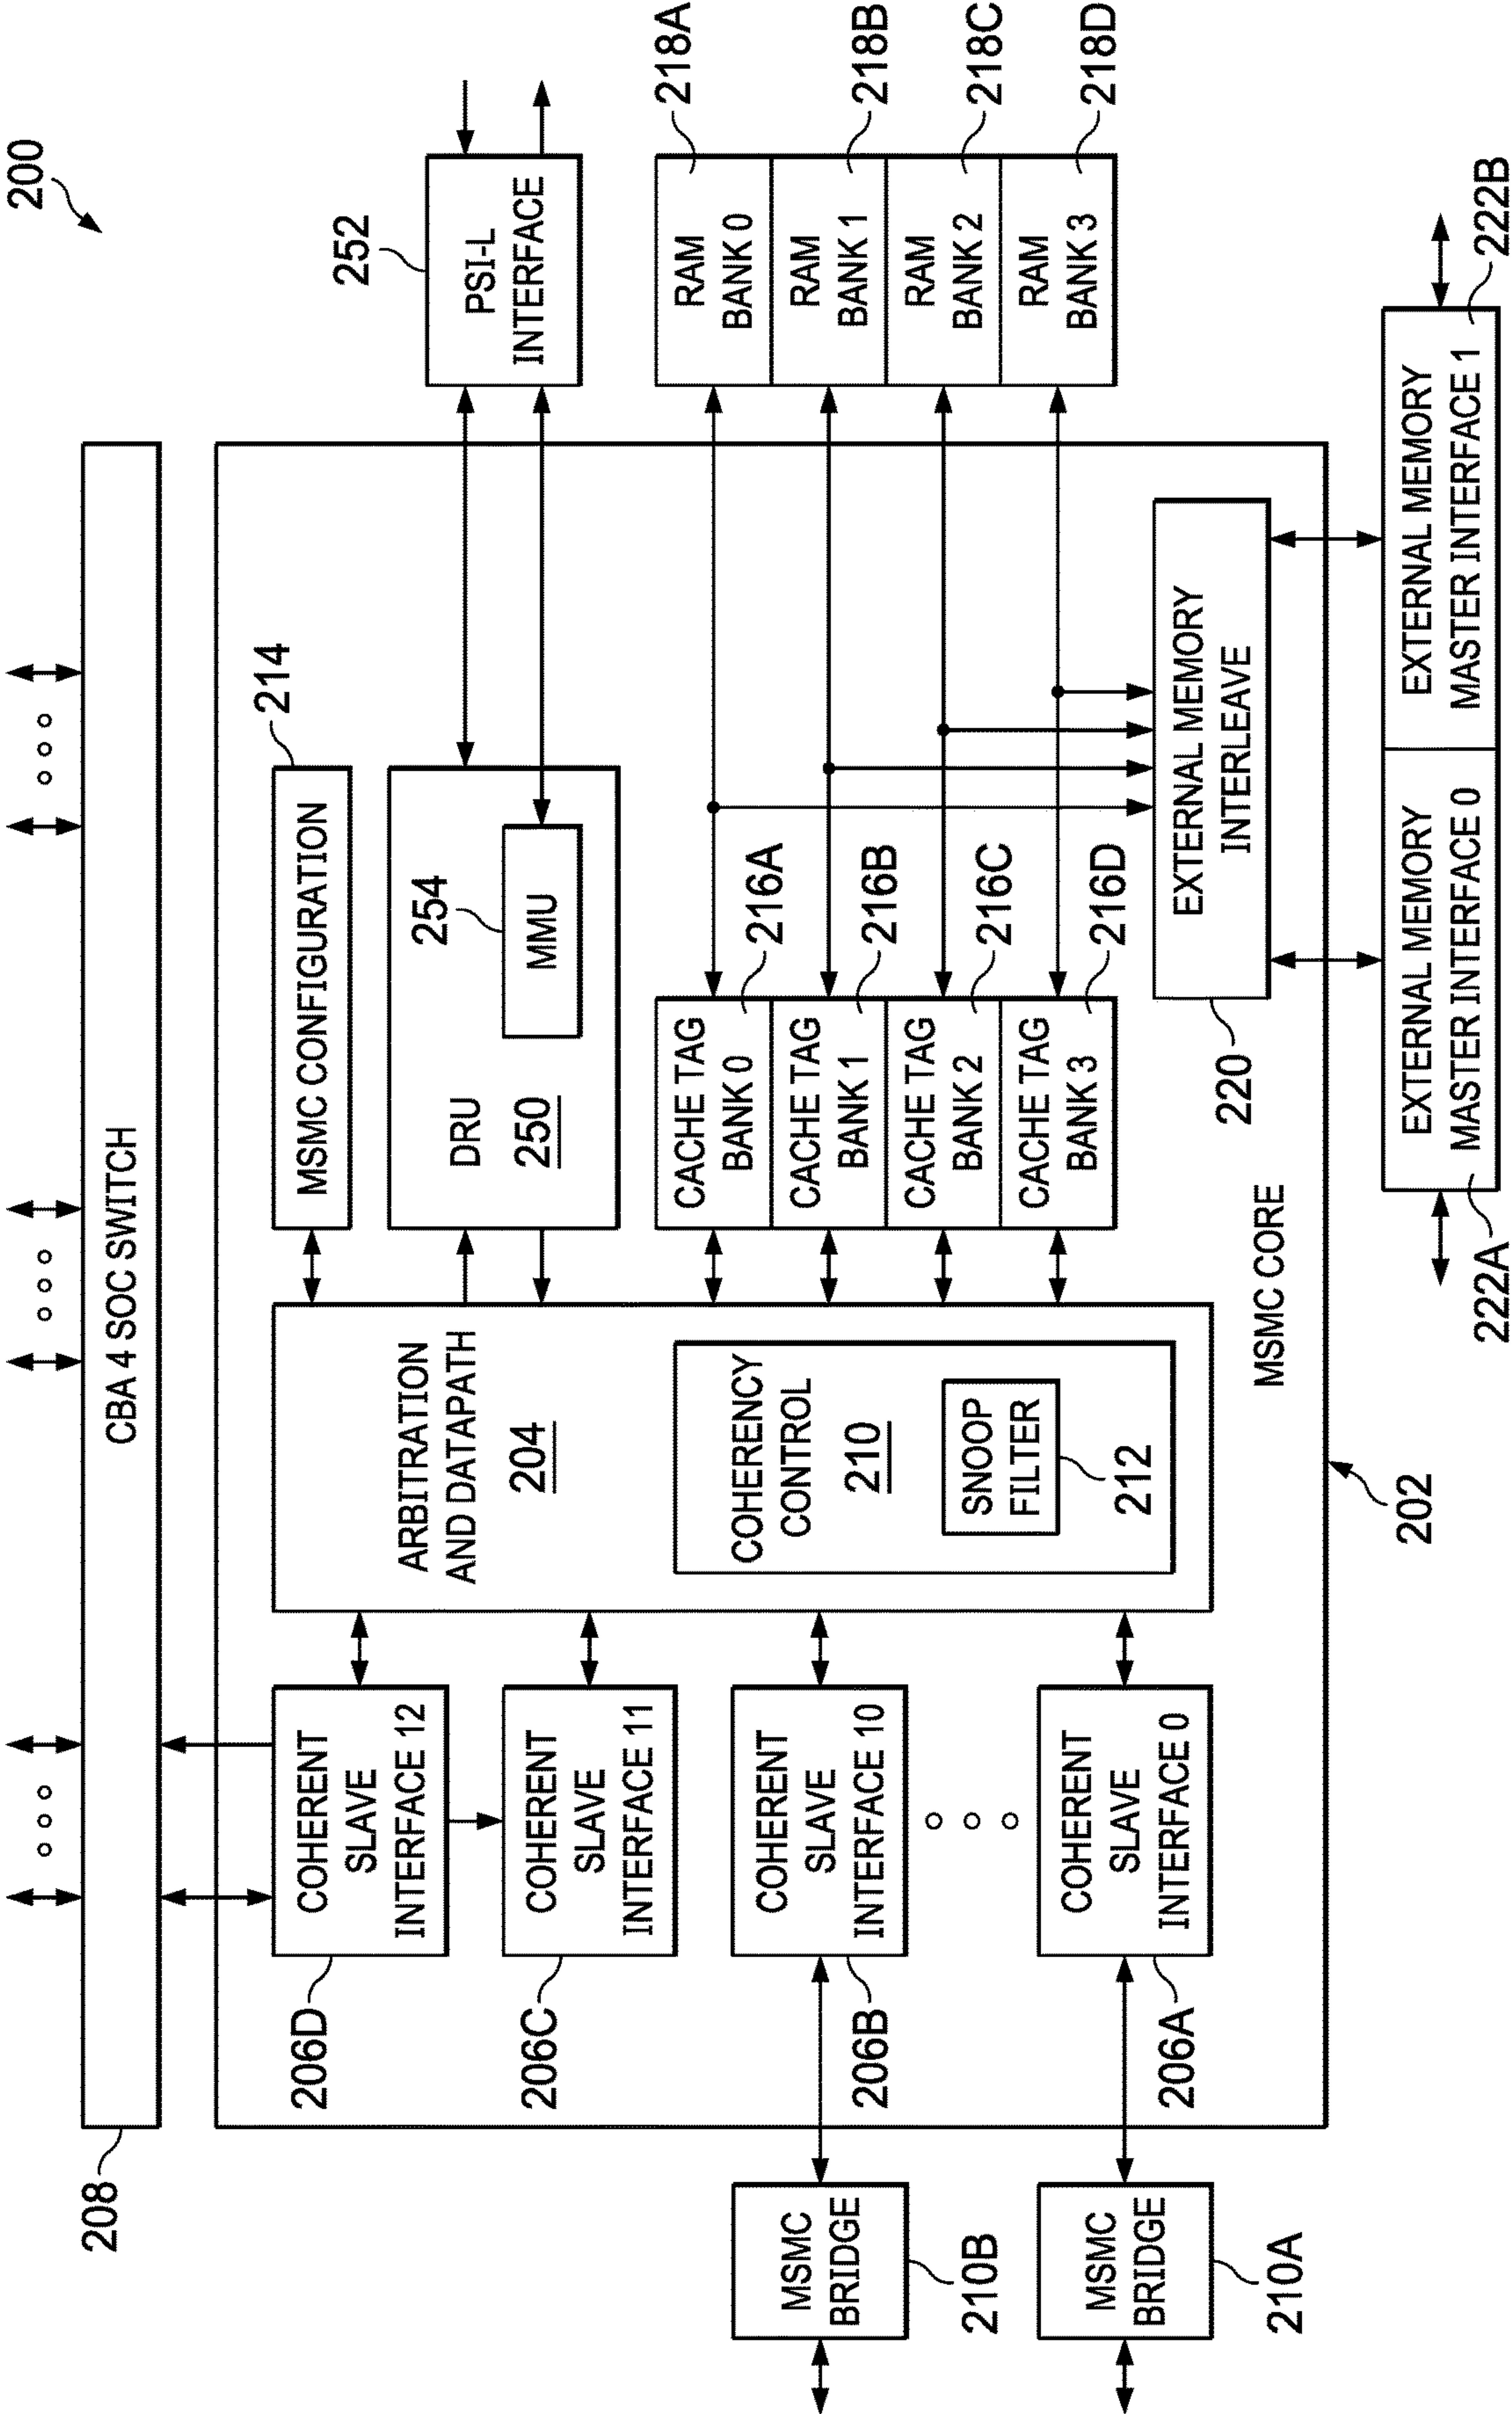 200
208
CBA 4 SOC SWITCH
206D
COHERENT
SLAVE
INTERFACE 12
206C
COHERENT
SLAVE
INTERFACE 11
MSMC
BRIDGE
210B
206B
COHERENT
SLAVE
INTERFACE 10
MSMC
BRIDGE
210A
206A
COHERENT
SLAVE
INTERFACE 0
ARBITRATION
AND DATAPATH
204
COHERENCY
CONTROL
210
SNOOP
FILTER
212
MSMC CONFIGURATION
214
DRU
250
254
MMU
252
PSI-L
INTERFACE
CACHE TAG
BANK 0
216A
CACHE TAG
BANK 1
216B
CACHE TAG
BANK 2
216C
CACHE TAG
BANK 3
216D
RAM
BANK 0
218A
RAM
BANK 1
218B
RAM
BANK 2
218C
RAM
BANK 3
218D
EXTERNAL MEMORY
INTERLEAVE
220
MSMC CORE
202
EXTERNAL MEMORY
MASTER INTERFACE 0
222A
EXTERNAL MEMORY
MASTER INTERFACE 1
222B